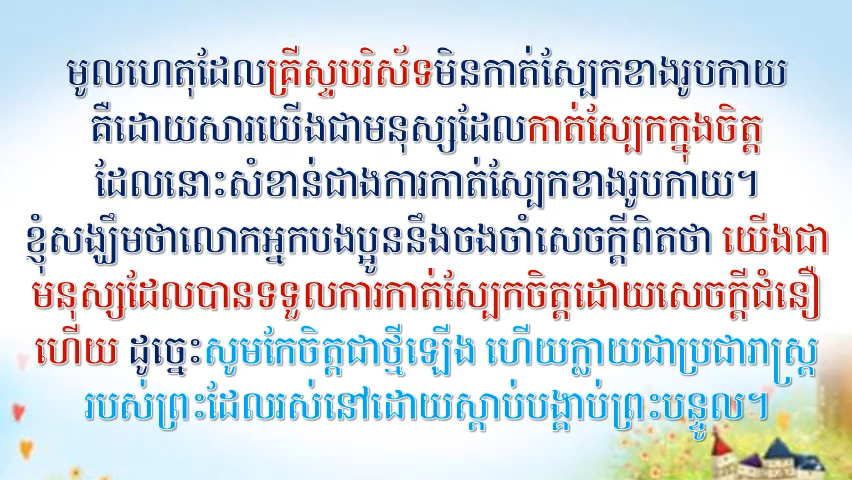 មូលហេតុដែលគ្រីស្ទបរិស័ទមិនកាត់ស្បែកខាងរូបកាយ
គឺដោយសារយើងជាមនុស្សដែលកាត់ស្បែកក្នុងចិត្ត
ដែលនោះសំខាន់ជាងការកាត់ស្បែកខាងរូបកាយ។
ខ្ញុំសង្ឃឹមថាលោកអ្នកបងប្អូននឹងចងចាំសេចក្ដីពិតថា យើងជា
មនុស្សដែលបានទទួលការកាត់ស្បែកចិត្តដោយសេចក្ដីជំនឿ
ហើយ ដូច្នេះសូមកែចិត្តជាថ្មីឡើង ហើយក្លាយជាប្រជារាស្ត្រ
របស់ព្រះដែលរស់នៅដោយស្ដាប់បង្គាប់ព្រះបន្ទូល។